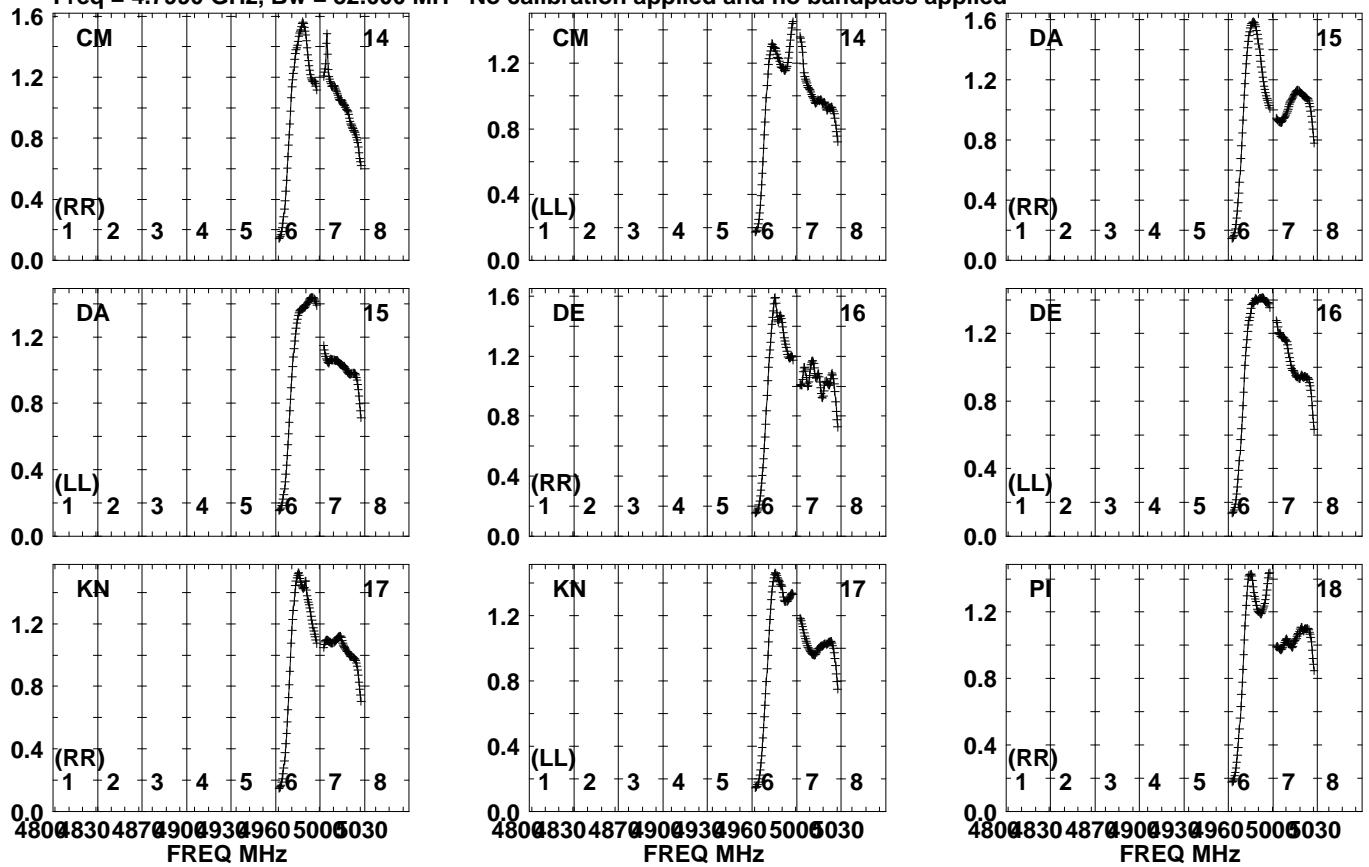 Freq = 4.7990 GHz, Bw = 32.000 MH No calibration applied and no bandpass applied
1.6 CM 14 CM 14 1.6 DA 15
1.2 1.2 1.2
0.8 0.8 0.8
0.4 0.4 0.4
(RR) (LL) (RR)
1 2 3 4 5 6 7 8 1 2 3 4 5 6 7 8 1 2 3 4 5 6 7 8
0.0 0.0 0.0
DA 15 1.6 DE 16 DE 16
1.2 1.2 1.2
0.8 0.8 0.8
0.4 0.4 0.4
(LL) (RR) (LL)
1 2 3 4 5 6 7 8 1 2 3 4 5 6 7 8 1 2 3 4 5 6 7 8
0.0 0.0 0.0
KN 17 KN 17 PI 18
1.2 1.2 1.2
0.8 0.8 0.8
0.4 0.4 0.4
(RR) (LL) (RR)
1 2 3 4 5 6 7 8 1 2 3 4 5 6 7 8 1 2 3 4 5 6 7 8
0.0 0.0 0.0
4800 4830 4870 4900 4930 4960 5000 5030 4800 4830 4870 4900 4930 4960 5000 5030 4800 4830 4870 4900 4930 4960 5000 5030
FREQ MHz FREQ MHz FREQ MHz